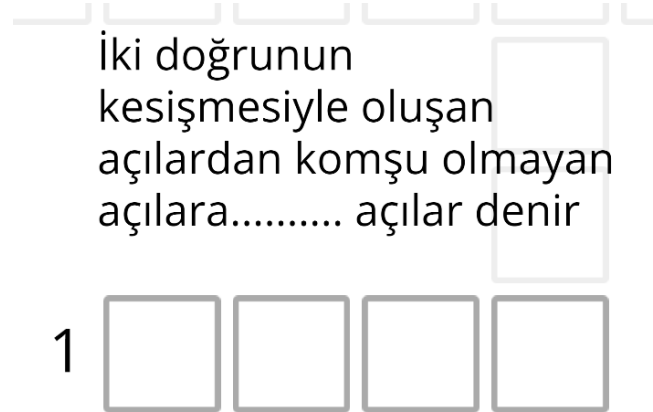 İki doğrunun
kesişmesiyle oluşan
açılardan komşu olmayan
açılara.......... açılar denir
1